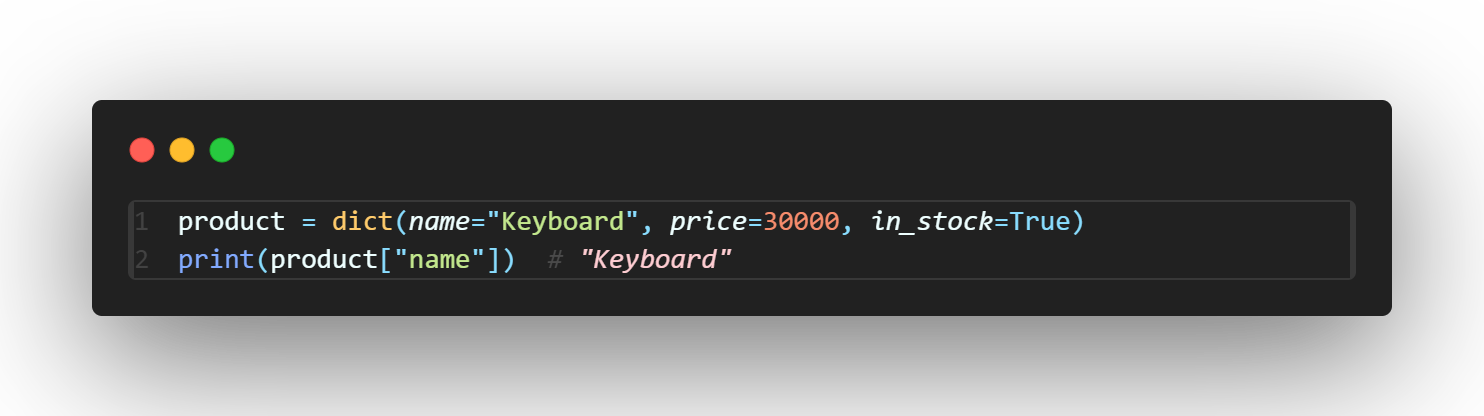 1 product = dict(name="Keyboard", price=30000, in_stock=True)
2 print(product["name"])  # "Keyboard"